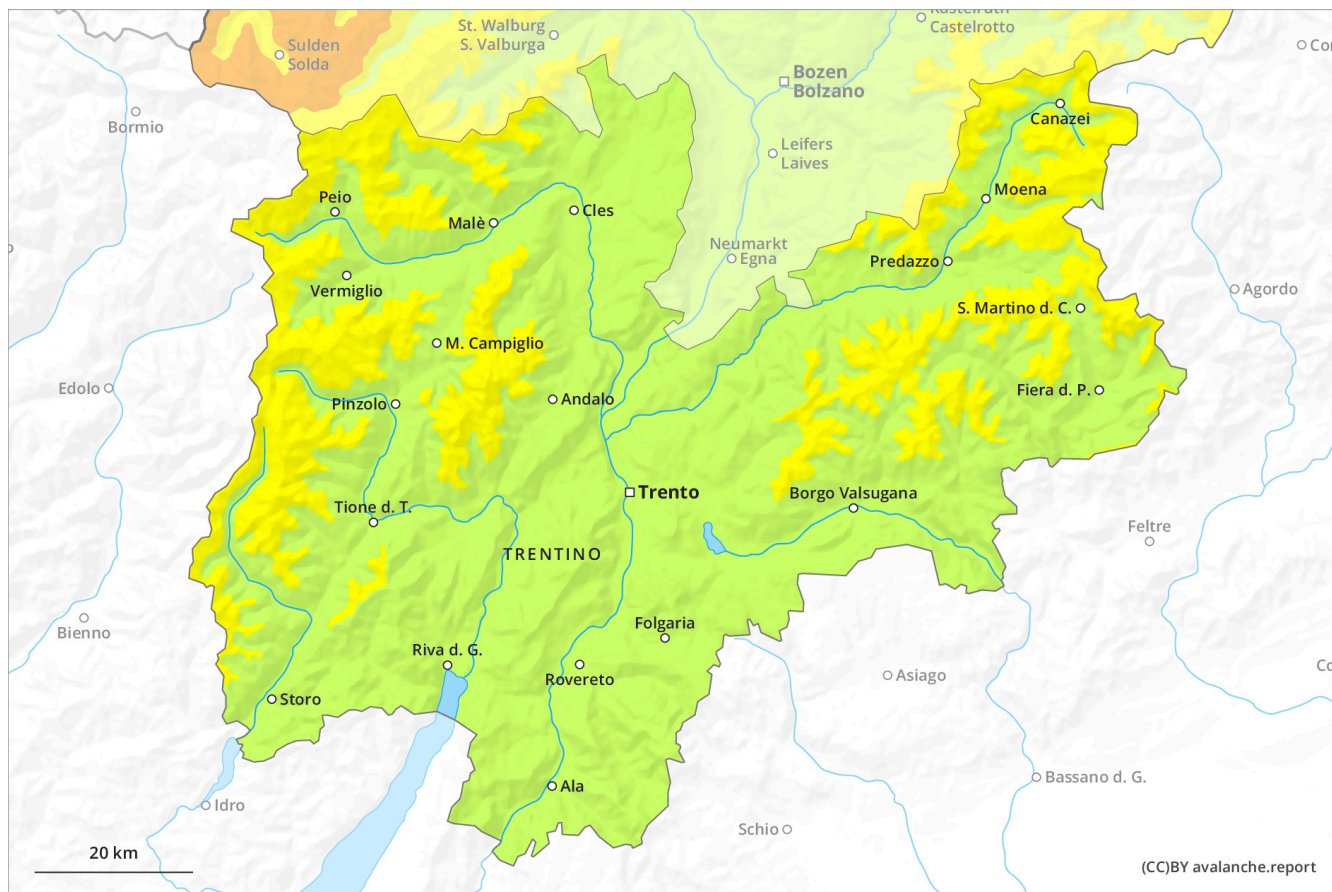 Castelrotto
St. Walburg
S. Valburga
Sulden
Solda
Bozen
Bolzano
Bormio
Canazei
Leifers
Laives
Peio
Moena
Malè
Cles
Neumarkt
Egna
Predazzo
Vermiglio
Agordo
S. Martino d. C.
M. Campiglio
Edolo
Pinzolo
Andalo
Fiera d. P.
Trento
Borgo Valsugana
Tione d. T.
Feltre
TRENTINO
Bienno
Folgaria
Riva d. G.
Rovereto
Asiago
Storo
Bassano d. G.
Ala
Idro
Schio
20 km
(CC)BY avalanche.report